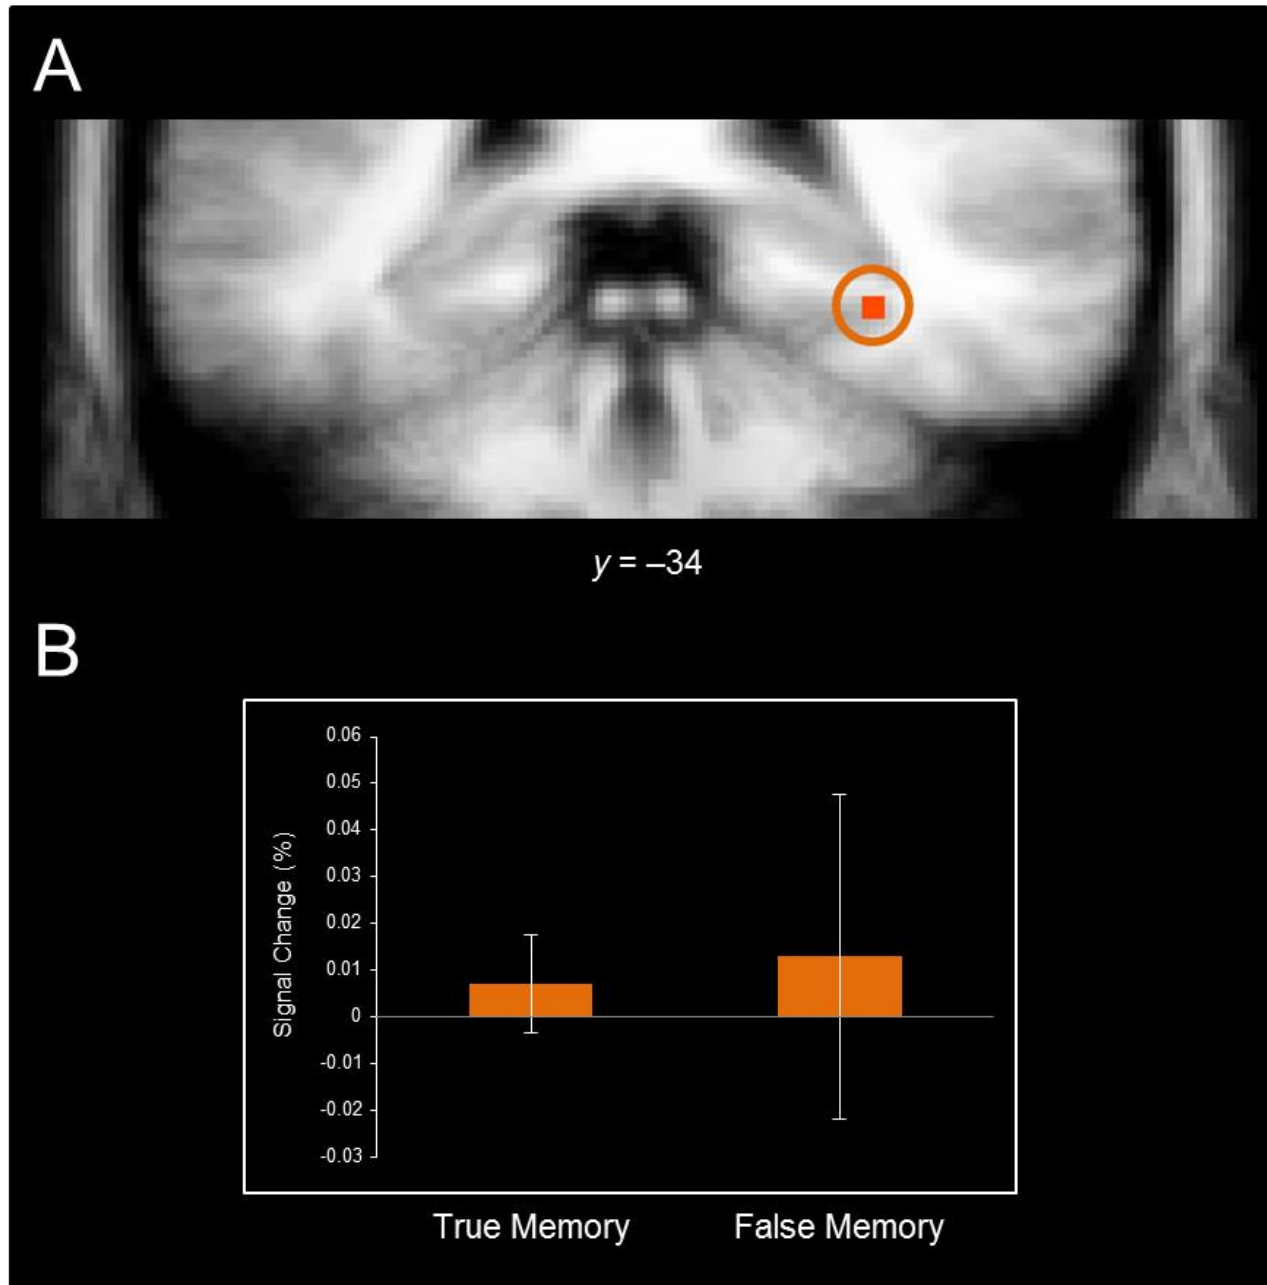 A
y = –34
B
0.06
0.05
0.04
0.03
0.02
0.01
0
-0.01
-0.02
-0.03
Signal Change (%)
True Memory
False Memory